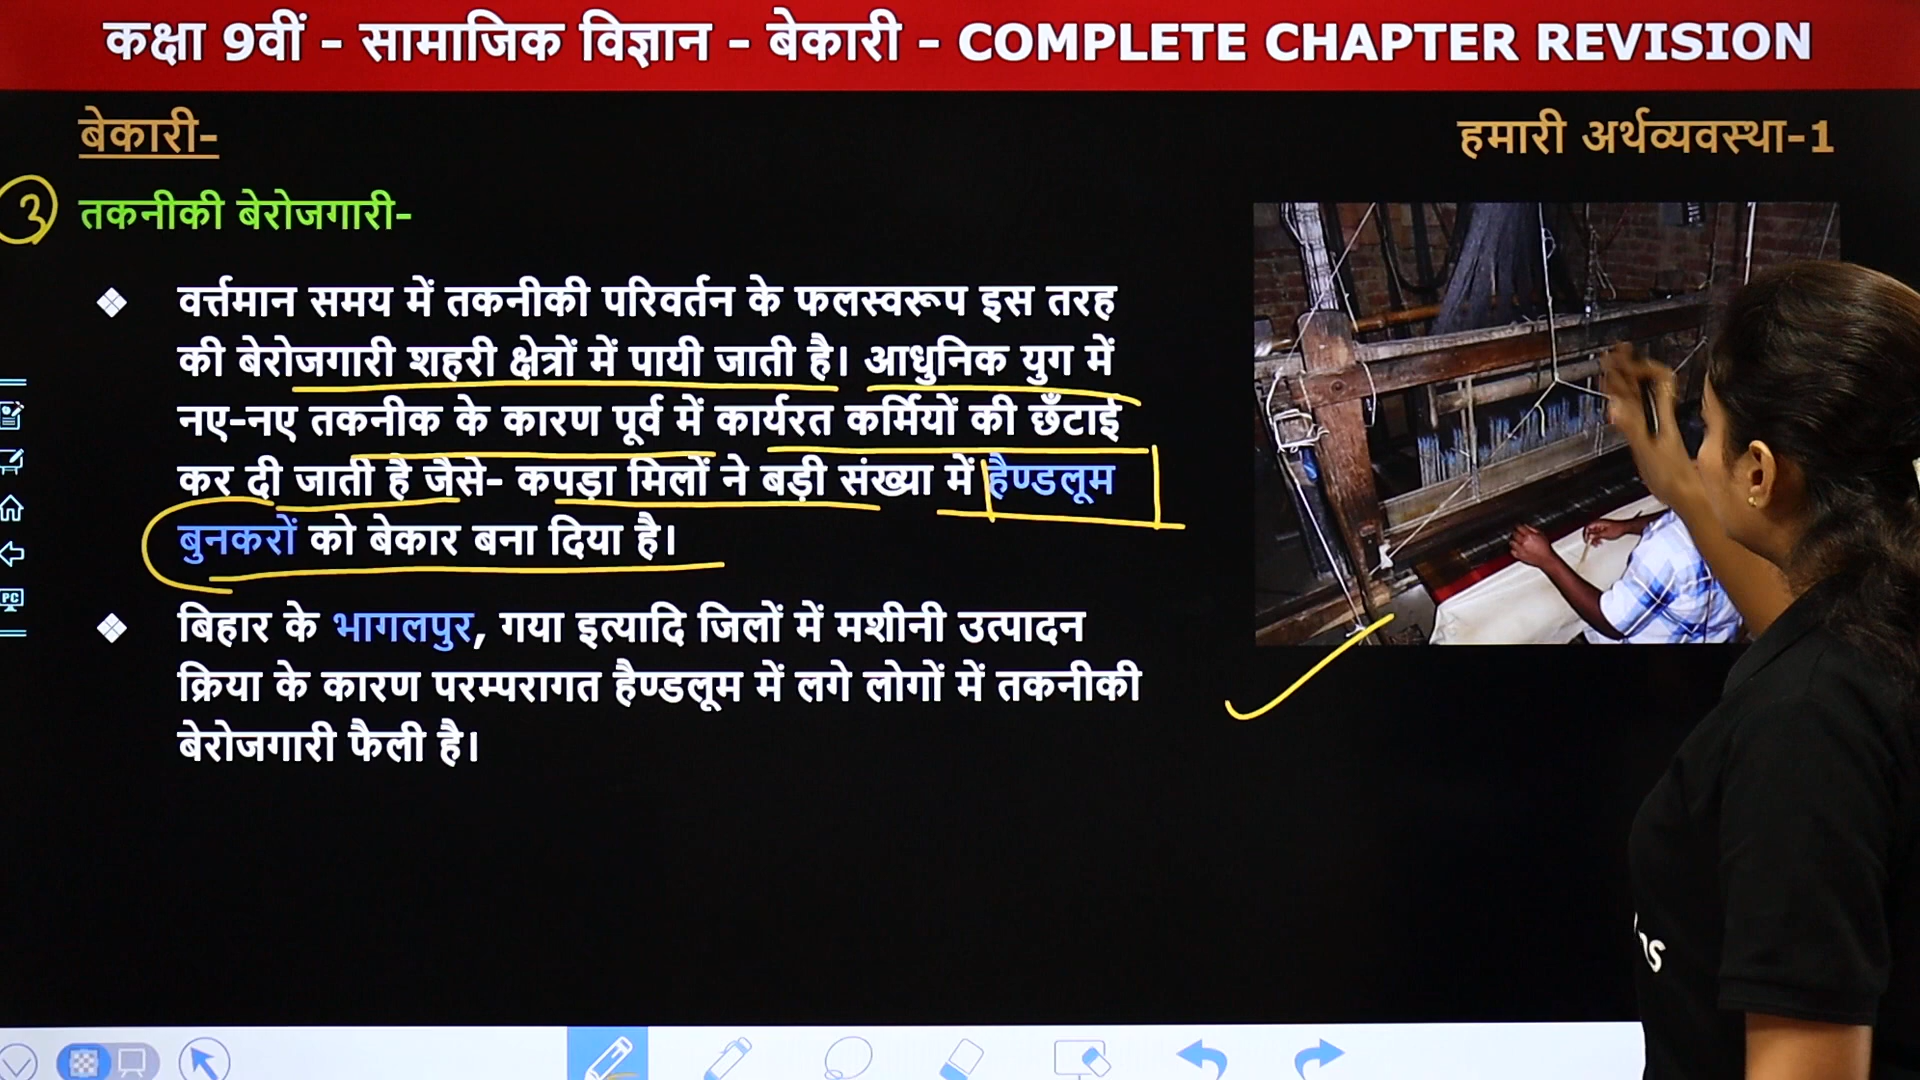 कक्षा 9वीं - सामाजिक विज्ञान - बेकारी - COMPLETE CHAPTER REVISION
बेकारी-
हमारी अर्थव्यवस्था-1
3
तकनीकी बेरोजगारी-
❖ वर्त्तमान समय में तकनीकी परिवर्तन के फलस्वरूप इस तरह
की बेरोजगारी शहरी क्षेत्रों में पायी जाती है। आधुनिक युग में
नए-नए तकनीक के कारण पूर्व में कार्यरत कर्मियों की छँटाई
कर दी जाती है जैसे- कपड़ा मिलों ने बड़ी संख्या में हैण्डलूम
बुनकरों को बेकार बना दिया है।
❖ बिहार के भागलपुर, गया इत्यादि जिलों में मशीनी उत्पादन
क्रिया के कारण परम्परागत हैण्डलूम में लगे लोगों में तकनीकी
बेरोजगारी फैली है।
PC